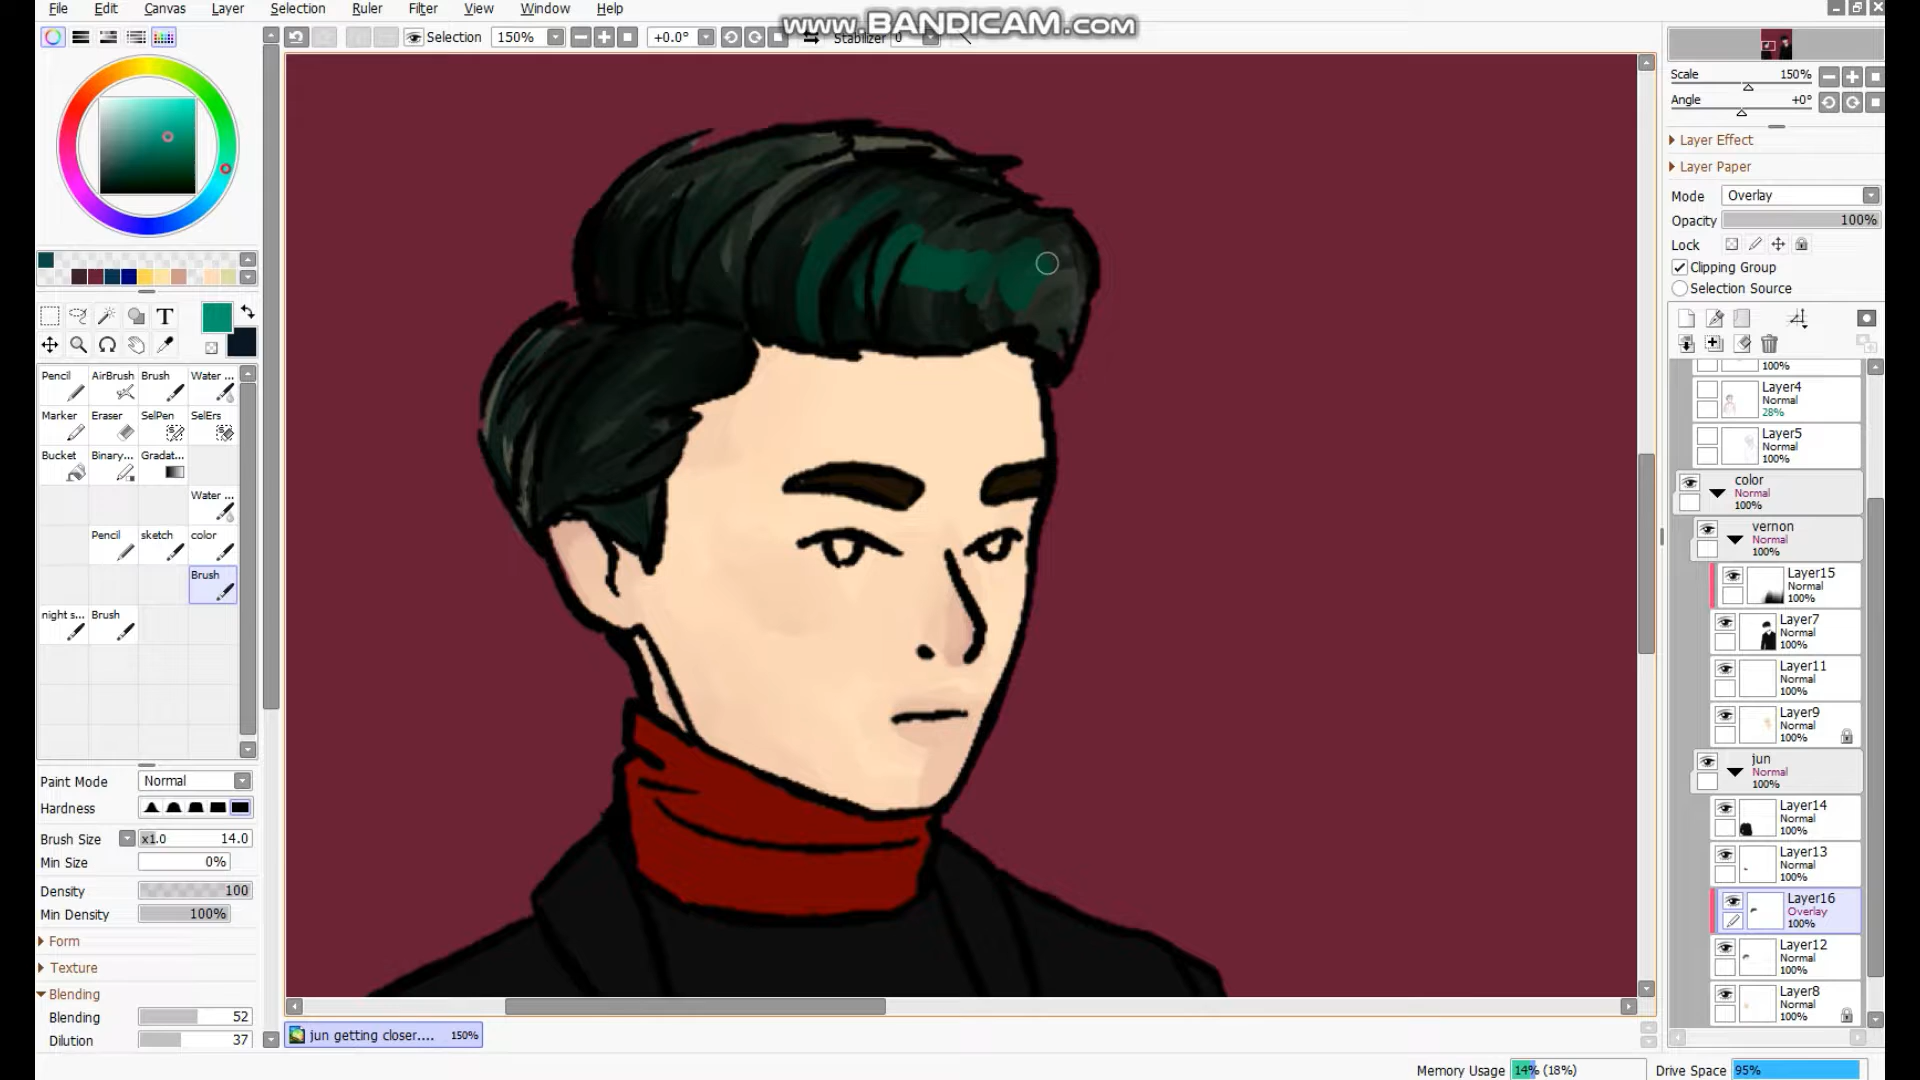 File Edit Canvas Layer Selection Ruler Filter View Window Help
www.BANDICAM.com
Selection 150% +0.0° Stabilizer 0
Scale 150%
Angle +0°
Layer Effect
Layer Paper
Mode Overlay
Opacity 100%
Lock
Clipping Group
Selection Source
T
Pencil AirBrush Brush Water ...
Marker Eraser SelPen SelErs
Bucket Binary... Gradat...
Water ...
Pencil sketch color
Brush
night s... Brush
Paint Mode Normal
Hardness
Brush Size x1.0 14.0
Min Size 0%
Density 100
Min Density 100%
Form
Texture
Blending
Blending 52
Dilution 37
100%
Layer4
Normal
28%
Layer5
Normal
100%
color
Normal
100%
vernon
Normal
100%
Layer15
Normal
100%
Layer7
Normal
100%
Layer11
Normal
100%
Layer9
Normal
100%
jun
Normal
100%
Layer14
Normal
100%
Layer13
Normal
100%
Layer16
Overlay
100%
Layer12
Normal
100%
Layer8
Normal
100%
jun getting closer.... 150%
Memory Usage 14% (18%) Drive Space 95%